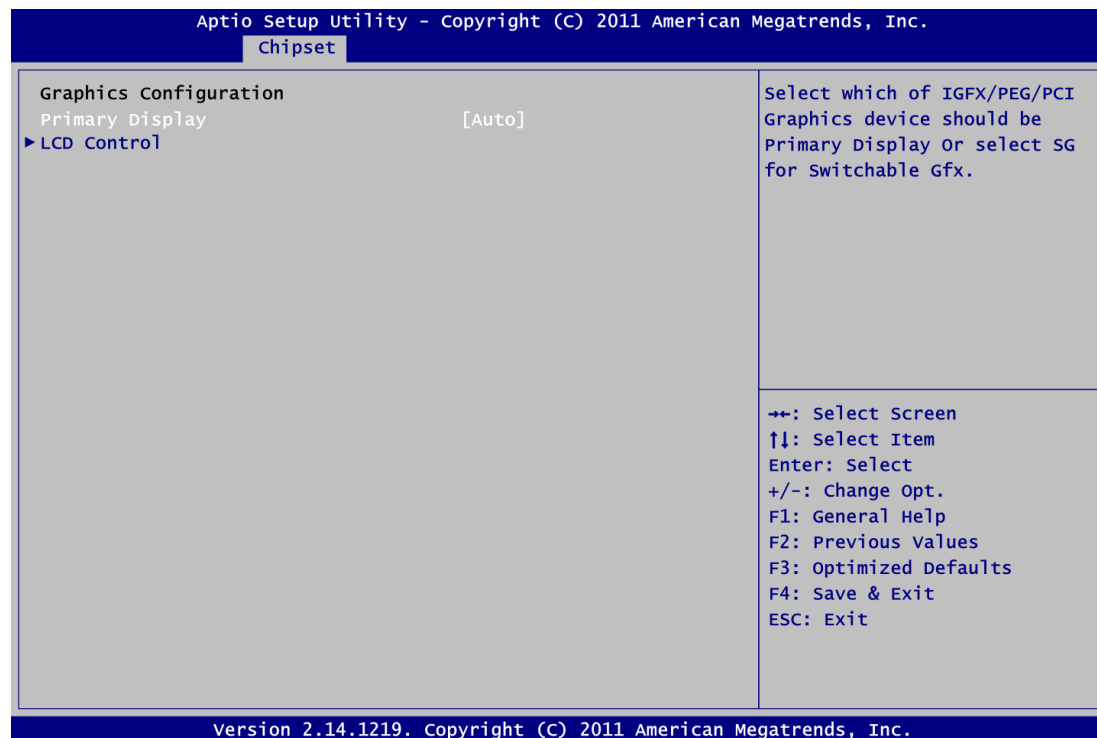 Aptio Setup Utility - Copyright (C) 2011 American Megatrends, Inc.
Chipset
Graphics Configuration
Primary Display [Auto]
►LCD Control
Select which of IGFX/PEG/PCI
Graphics device should be
Primary Display Or select SG
for Switchable Gfx.
→←: Select Screen
↑↓: Select Item
Enter: Select
+/-: Change Opt.
F1: General Help
F2: Previous Values
F3: Optimized Defaults
F4: Save & Exit
ESC: Exit
Version 2.14.1219. Copyright (C) 2011 American Megatrends, Inc.